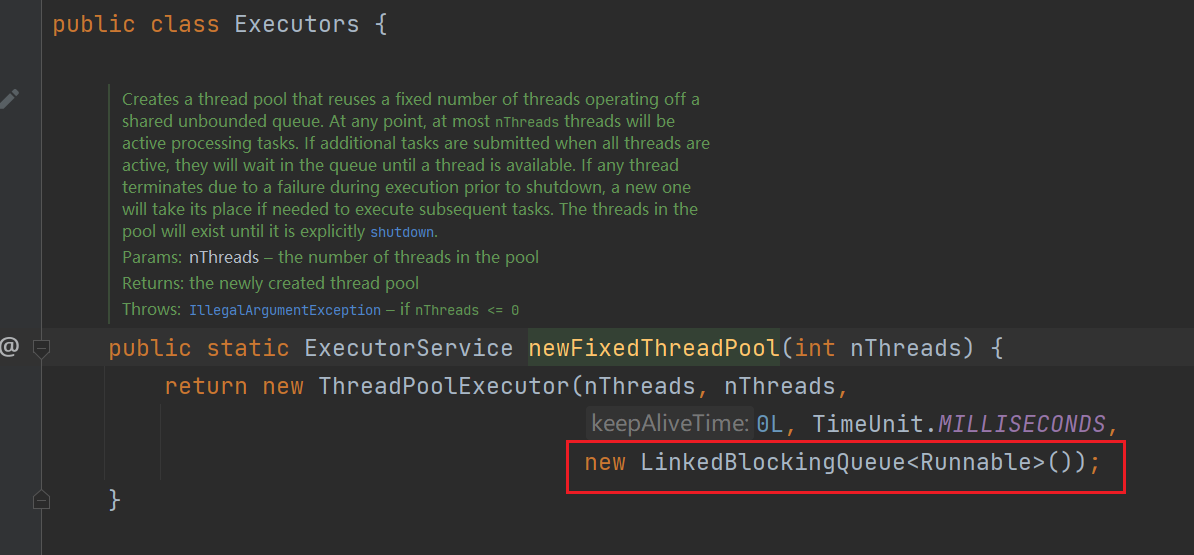 public class Executors {
Creates a thread pool that reuses a fixed number of threads operating off a
shared unbounded queue. At any point, at most nThreads threads will be
active processing tasks. If additional tasks are submitted when all threads are
active, they will wait in the queue until a thread is available. If any thread
terminates due to a failure during execution prior to shutdown, a new one
will take its place if needed to execute subsequent tasks. The threads in the
pool will exist until it is explicitly shutdown.
Params: nThreads – the number of threads in the pool
Returns: the newly created thread pool
Throws: IllegalArgumentException – if nThreads <= 0
@ public static ExecutorService newFixedThreadPool(int nThreads) {
return new ThreadPoolExecutor(nThreads, nThreads,
keepAliveTime: 0L, TimeUnit.MILLISECONDS,
new LinkedBlockingQueue<Runnable>());
}